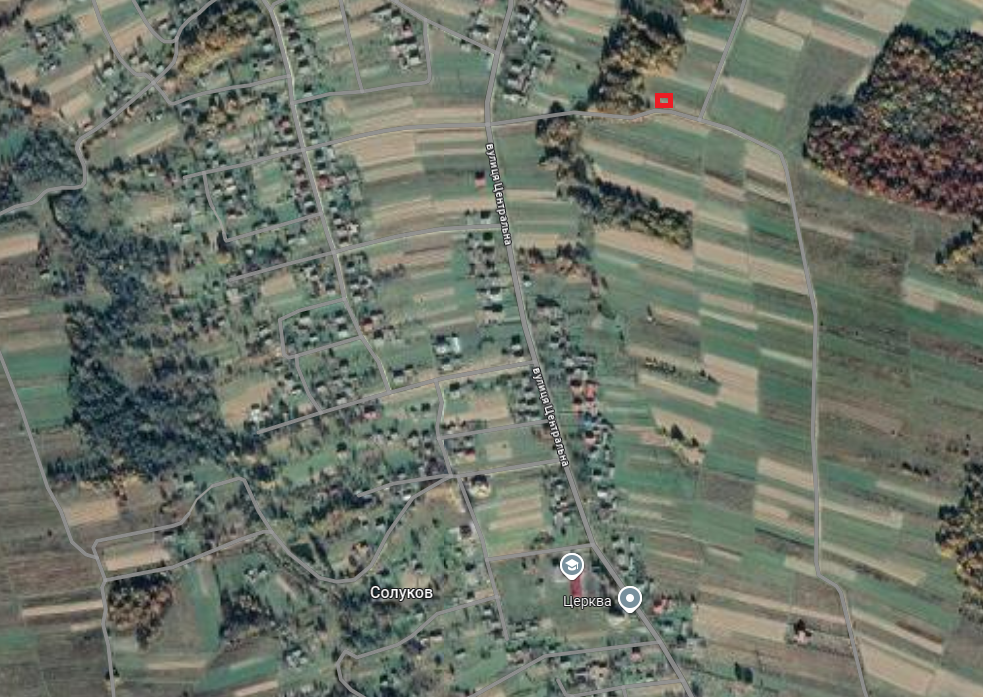 вулиця Центральна
вулиця Центральна
Солуков
Церква